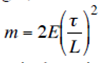 m = 2E(τ/L)²